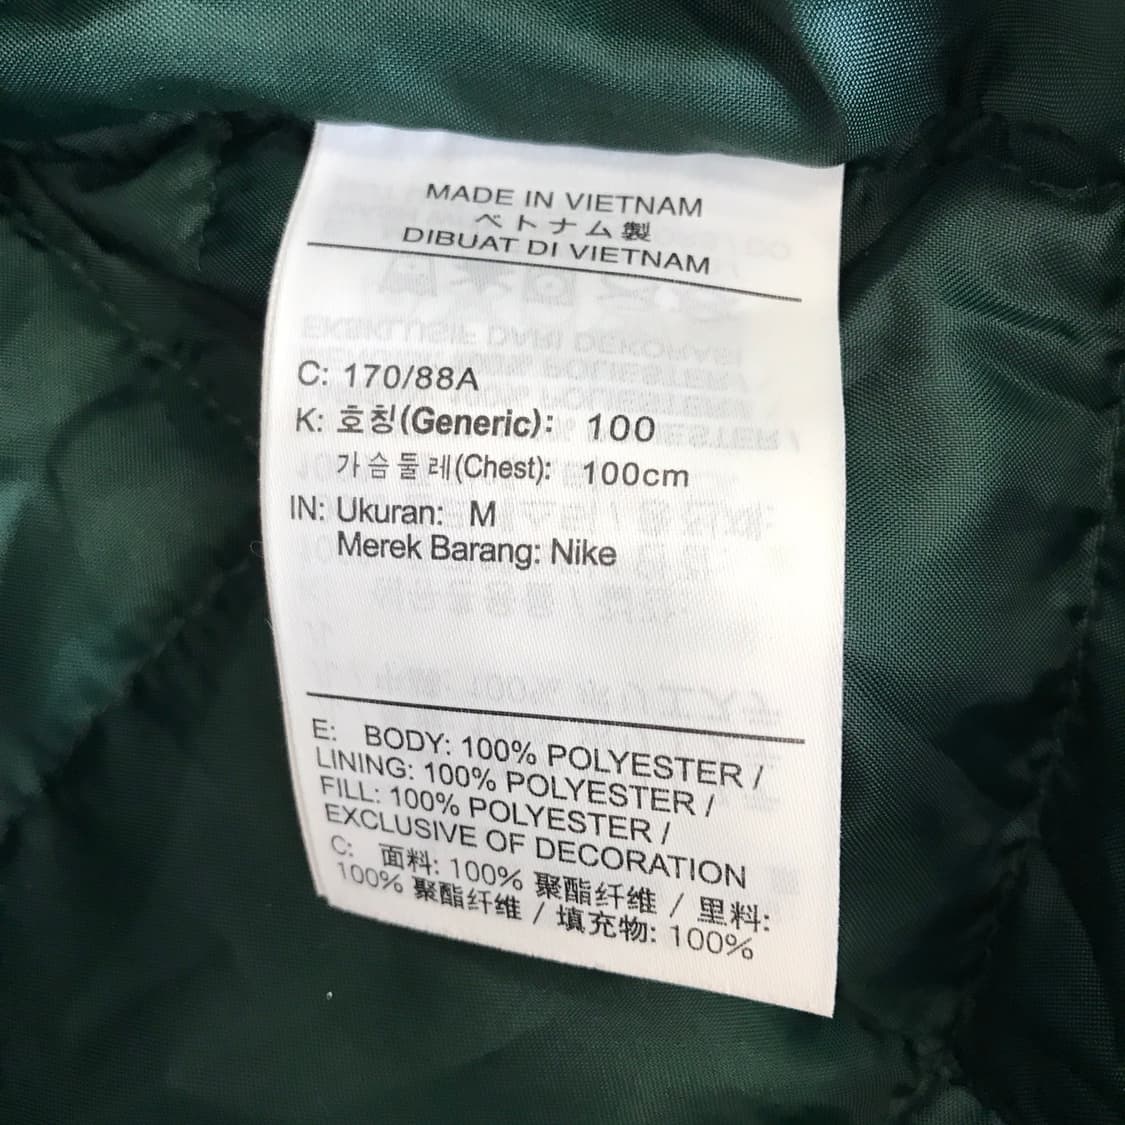 MADE IN VIETNAM
ベトナム製
DIBUAT DI VIETNAM
C: 170/88A
K: 호칭(Generic): 100
가슴둘레(Chest): 100cm
IN: Ukuran: M
Merek Barang: Nike
E: BODY: 100% POLYESTER /
LINING: 100% POLYESTER /
FILL: 100% POLYESTER /
EXCLUSIVE OF DECORATION
C: 面料: 100% 聚酯纤维 / 里料:
100% 聚酯纤维 / 填充物: 100%